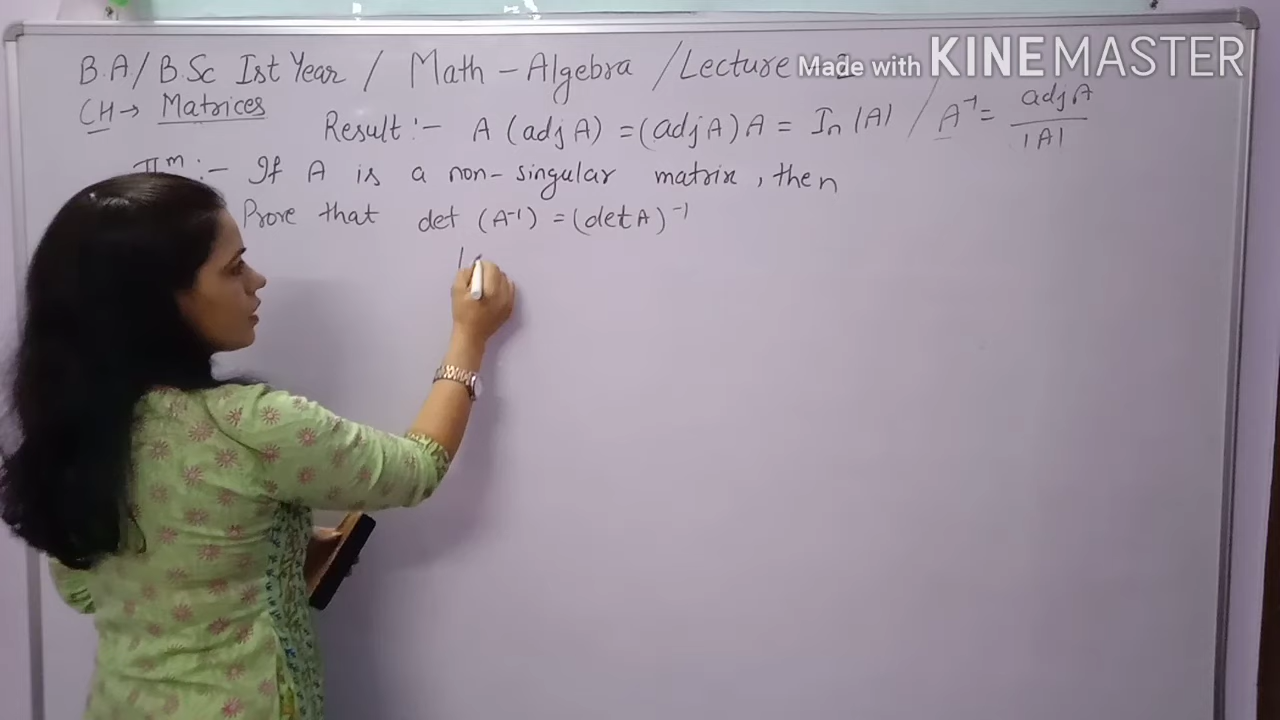 B.A / B.Sc Ist Year / Math - Algebra / Lecture
Made with KINEMASTER
CH → Matrices
Result :- A (adj A) = (adj A) A = In |A| / A⁻¹ = adj A / |A|
:- If A is a non-singular matrix, then
Prove that det (A⁻¹) = (det A)⁻¹